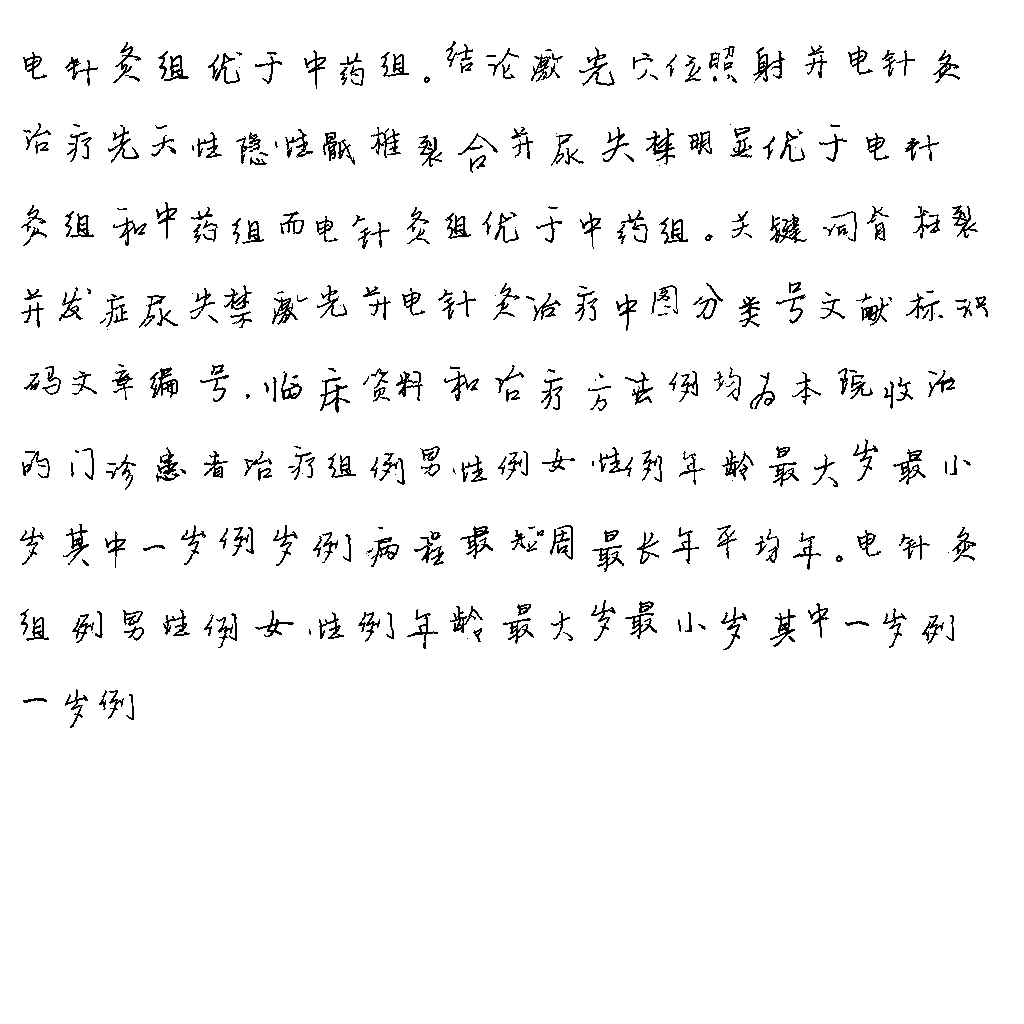 电针灸组优于中药组。结论激光穴位照射并电针灸
治疗先天性隐性骶椎裂合并尿失禁明显优于电针
灸组和中药组而电针灸组优于中药组。关键词脊柱裂
并发症尿失禁激光并电针灸治疗中图分类号文献标识
码文章编号.临床资料和治疗方法例均为本院收治
的门诊患者治疗组例男性例女性例年龄最大岁最小
岁其中一岁例岁例病程最短周最长年平均年。电针灸
组例男性例女性例年龄最大岁最小岁其中一岁例
一岁例